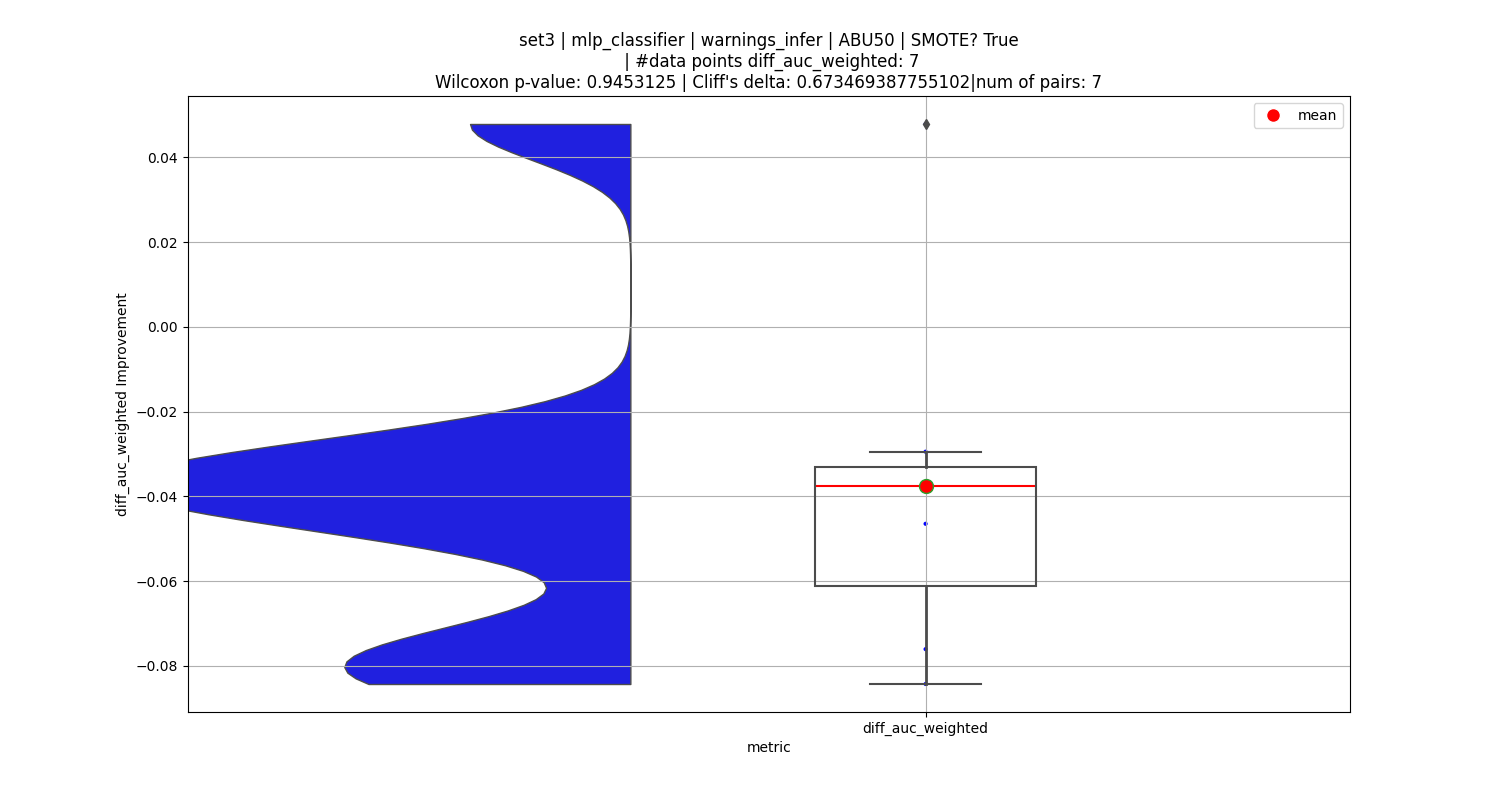 set3 | mlp_classifier | warnings_infer | ABU50 | SMOTE? True
| #data points diff_auc_weighted: 7
Wilcoxon p-value: 0.9453125 | Cliff's delta: 0.673469387755102|num of pairs: 7
mean
0.04
0.02
0.00
−0.02
−0.04
−0.06
−0.08
diff_auc_weighted Improvement
diff_auc_weighted
metric